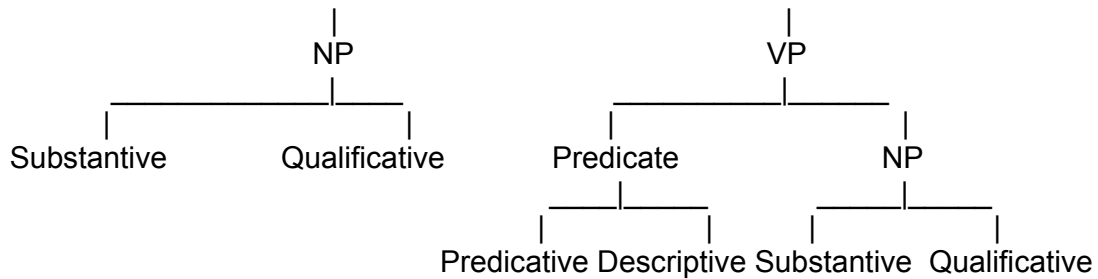 NP VP
Substantive Qualificative Predicate NP
Predicative Descriptive Substantive Qualificative